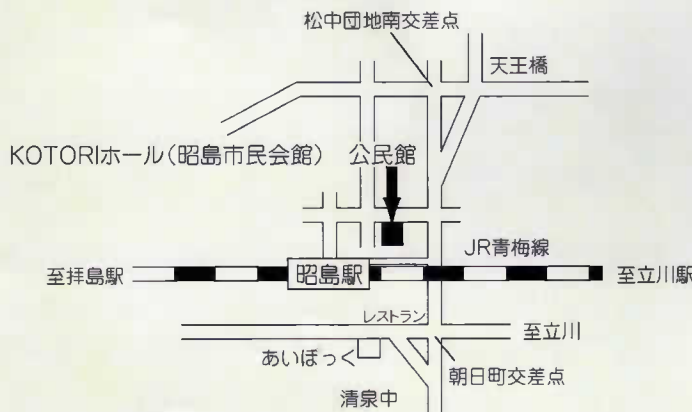 松中団地南交差点
天王橋
KOTORIホール(昭島市民会館) 公民館
JR青梅線
至拝島駅
昭島駅
至立川駅
レストラン
至立川
あいぽっく
朝日町交差点
清泉中